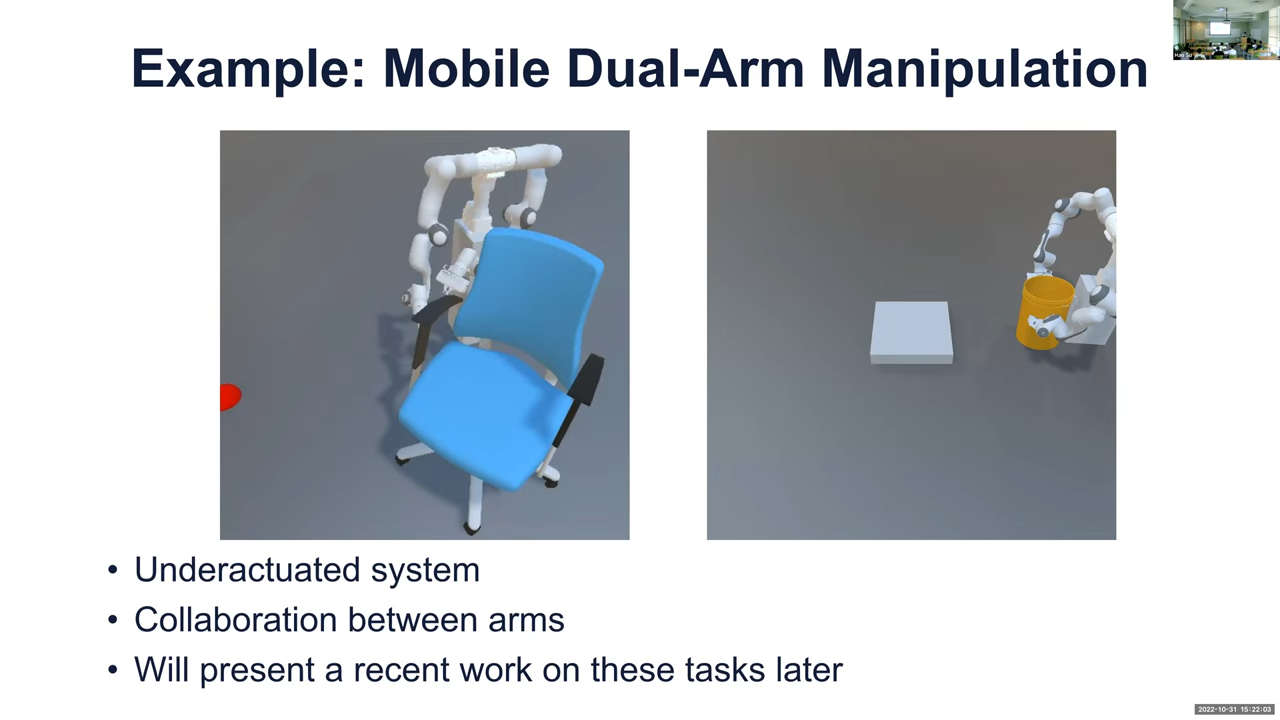 Example: Mobile Dual-Arm Manipulation
• Underactuated system
• Collaboration between arms
• Will present a recent work on these tasks later
2022-10-31 15:22:03